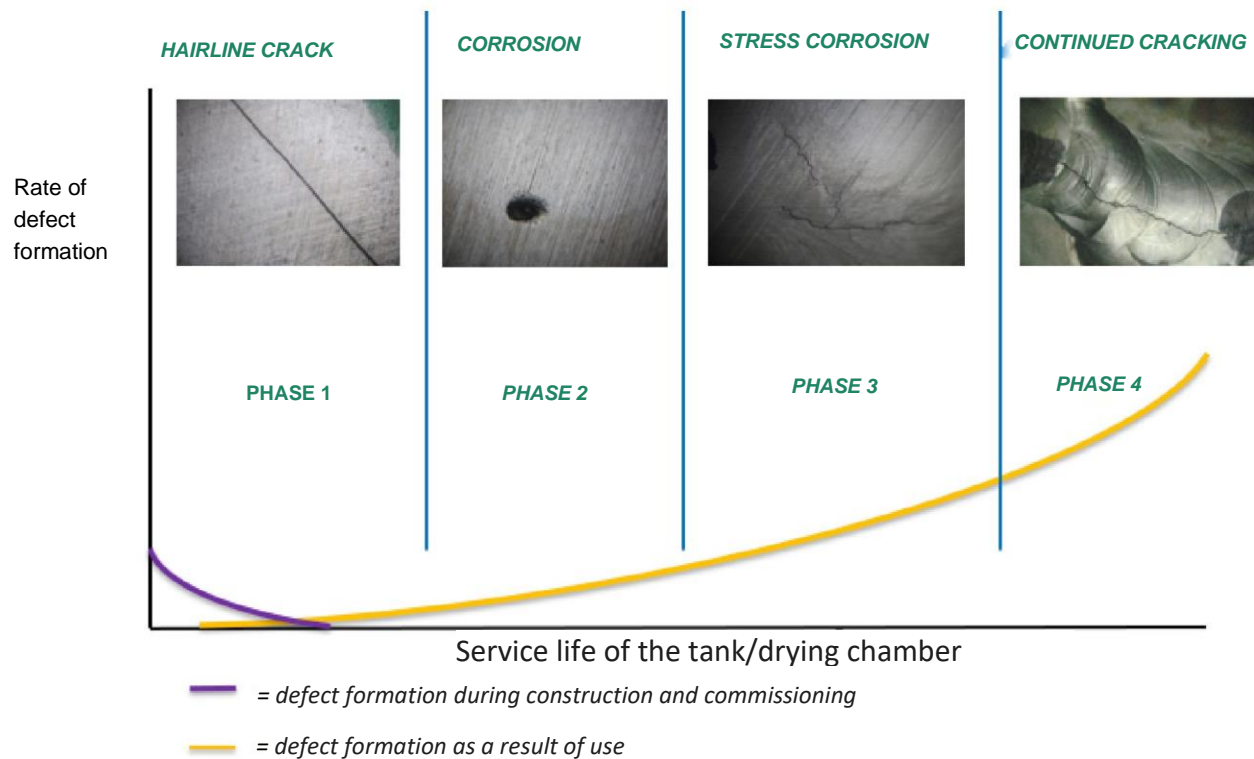 HAIRLINE CRACK
CORROSION
STRESS CORROSION
CONTINUED CRACKING
Rate of
defect
formation
PHASE 1
PHASE 2
PHASE 3
PHASE 4
Service life of the tank/drying chamber
= defect formation during construction and commissioning
= defect formation as a result of use